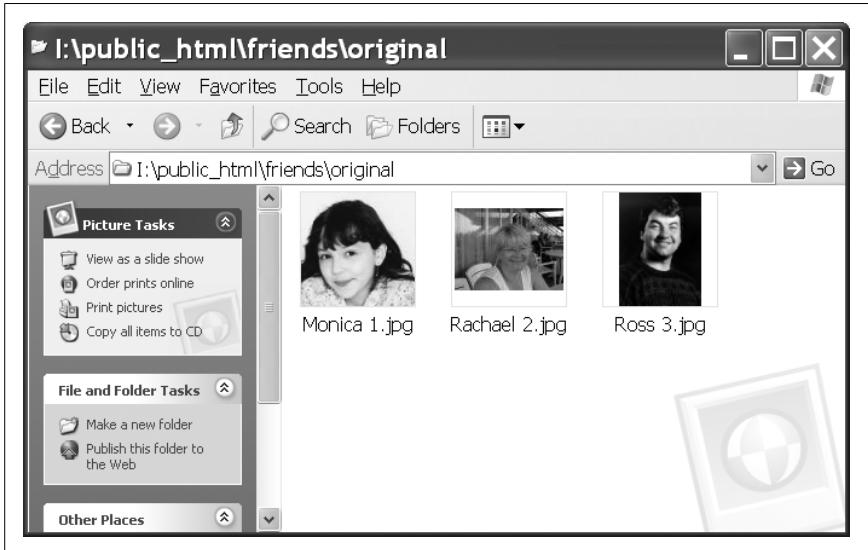 I:\public_html\friends\original
File Edit View Favorites Tools Help
Back Search Folders
Address I:\public_html\friends\original Go
Picture Tasks
View as a slide show
Order prints online
Print pictures
Copy all items to CD
Monica 1.jpg Rachael 2.jpg Ross 3.jpg
File and Folder Tasks
Make a new folder
Publish this folder to
the Web
Other Places